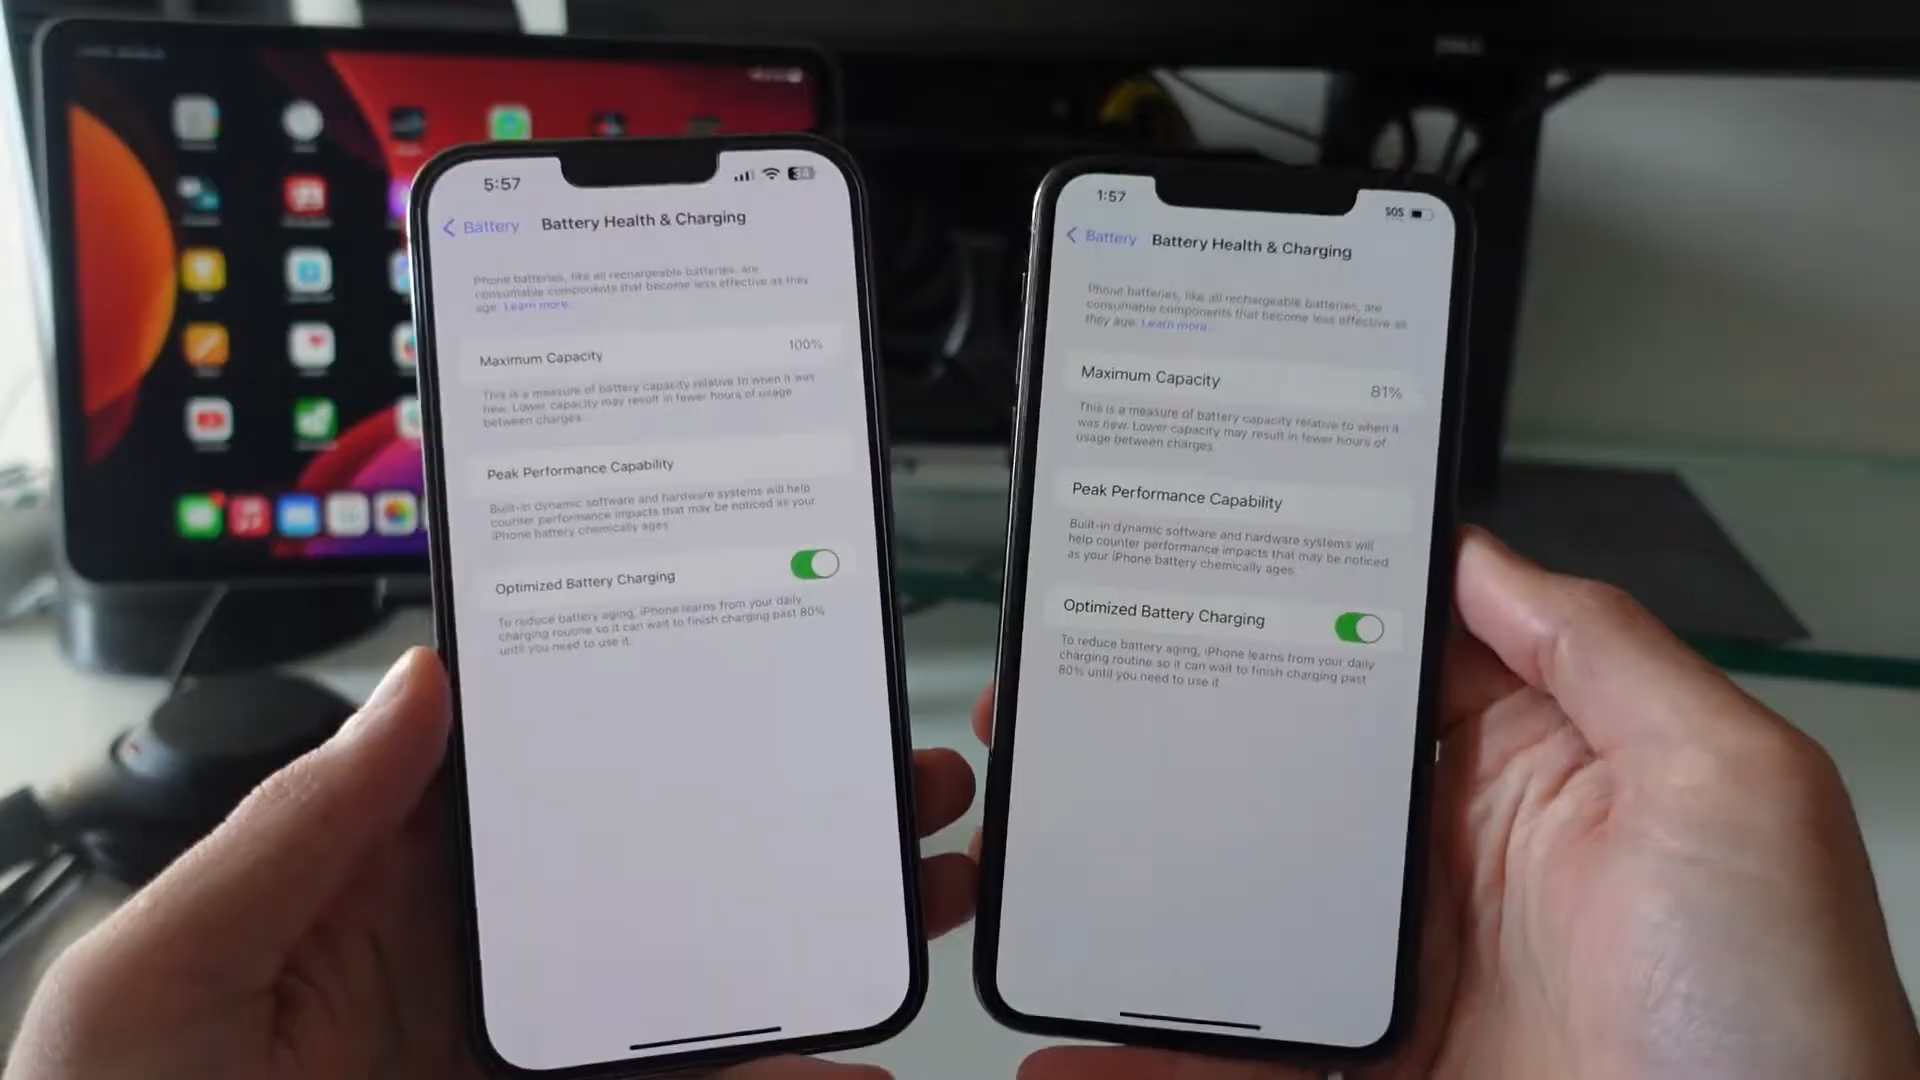 5:57
34
Battery
Battery Health & Charging
Phone batteries, like all rechargeable batteries, are
consumable components that become less effective as they
age. Learn more...
Maximum Capacity
100%
This is a measure of battery capacity relative to when it was
new. Lower capacity may result in fewer hours of usage
between charges.
Peak Performance Capability
Built-in dynamic software and hardware systems will help
counter performance impacts that may be noticed as your
iPhone battery chemically ages.
Optimized Battery Charging
To reduce battery aging, iPhone learns from your daily
charging routine so it can wait to finish charging past 80%
until you need to use it.
1:57
SOS
Battery
Battery Health & Charging
Phone batteries, like all rechargeable batteries, are
consumable components that become less effective as
they age. Learn more...
Maximum Capacity
81%
This is a measure of battery capacity relative to when it
was new. Lower capacity may result in fewer hours of
usage between charges.
Peak Performance Capability
Built-in dynamic software and hardware systems will
help counter performance impacts that may be noticed
as your iPhone battery chemically ages.
Optimized Battery Charging
To reduce battery aging, iPhone learns from your daily
charging routine so it can wait to finish charging past
80% until you need to use it.